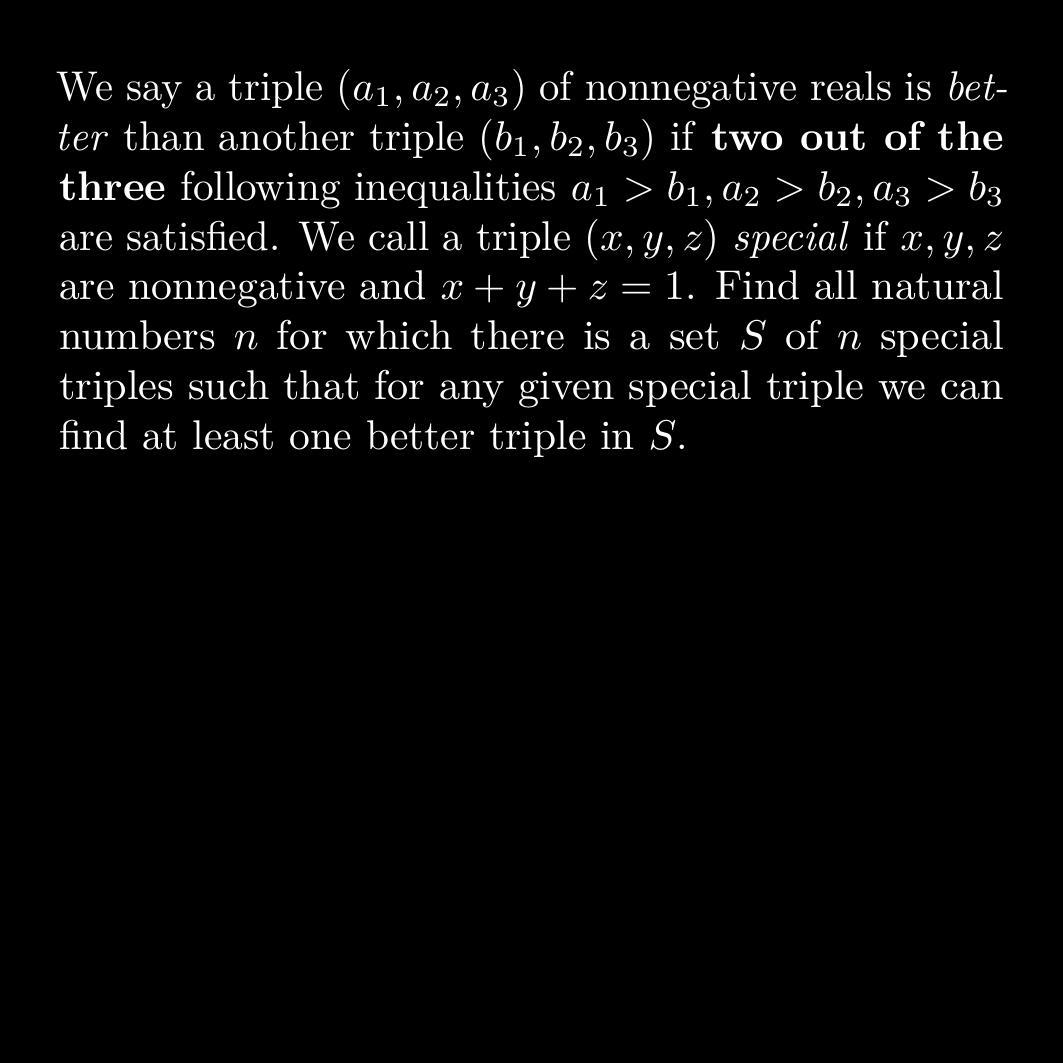 We say a triple $(a_1, a_2, a_3)$ of nonnegative reals is bet-
ter than another triple $(b_1, b_2, b_3)$ if two out of the
three following inequalities $a_1 > b_1, a_2 > b_2, a_3 > b_3$
are satisfied. We call a triple $(x, y, z)$ special if $x, y, z$
are nonnegative and $x + y + z = 1$. Find all natural
numbers $n$ for which there is a set $S$ of $n$ special
triples such that for any given special triple we can
find at least one better triple in $S$.